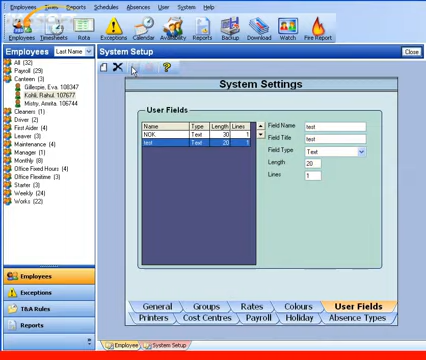 Employees Times Reports Schedules Absences User System Help
Employees Timesheets Rota Exceptions Calendar Availability Reports Backup Download Watch Fire Report
Employees Last Name
System Setup Close
All (32)
Payroll (29)
Canteen (3)
Gillespie, Eva. 108347
Kohli, Rahul. 107677
Mistry, Amrita. 106744
Cleaners (1)
Driver (2)
First Aider (4)
Leaver (3)
Maintenance (4)
Manager (1)
Monthly (8)
Office Fixed Hours (4)
Office Flexitime (3)
Starter (3)
Weekly (24)
Works (22)
System Settings
User Fields
Name Type Length Lines
NOK Text 30 1
test Text 20 1
Field Name test
Field Title test
Field Type Text
Length 20
Lines 1
General Groups Rates Colours User Fields
Printers Cost Centres Payroll Holiday Absence Types
Employees
Exceptions
T&A Rules
Reports
Employee System Setup